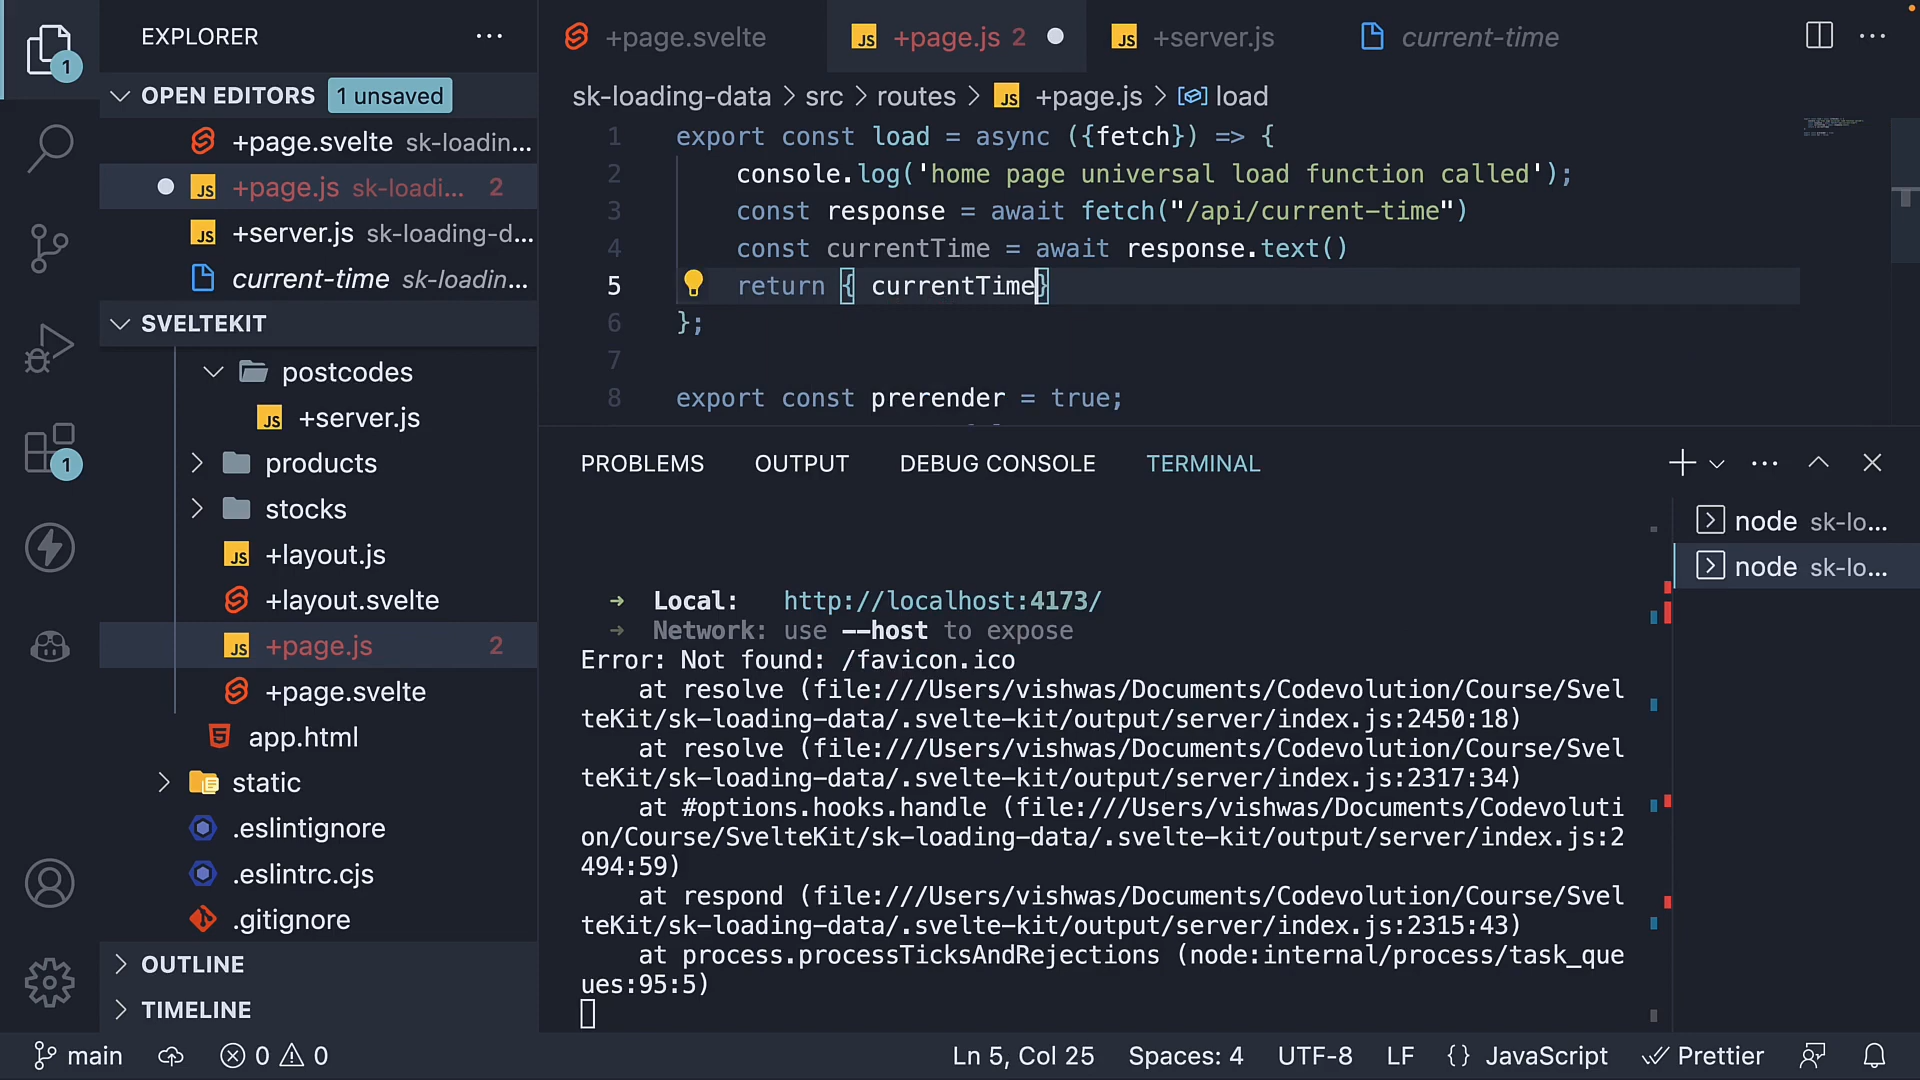 EXPLORER
+page.svelte
+page.js 2
+server.js
current-time
OPEN EDITORS 1 unsaved
+page.svelte sk-loadin...
+page.js sk-loadi... 2
+server.js sk-loading-d...
current-time sk-loadin...
SVELTEKIT
postcodes
+server.js
products
stocks
+layout.js
+layout.svelte
+page.js 2
+page.svelte
app.html
static
.eslintignore
.eslintrc.cjs
.gitignore
OUTLINE
TIMELINE
1
1
sk-loading-data > src > routes > JS +page.js > load
1 export const load = async ({fetch}) => {
2 console.log('home page universal load function called');
3 const response = await fetch("/api/current-time")
4 const currentTime = await response.text()
5 return { currentTime}
6 };
7
8 export const prerender = true;
PROBLEMS OUTPUT DEBUG CONSOLE TERMINAL
➜ Local: http://localhost:4173/
➜ Network: use --host to expose
Error: Not found: /favicon.ico
at resolve (file:///Users/vishwas/Documents/Codevolution/Course/Svel
teKit/sk-loading-data/.svelte-kit/output/server/index.js:2450:18)
at resolve (file:///Users/vishwas/Documents/Codevolution/Course/Svel
teKit/sk-loading-data/.svelte-kit/output/server/index.js:2317:34)
at #options.hooks.handle (file:///Users/vishwas/Documents/Codevoluti
on/Course/SvelteKit/sk-loading-data/.svelte-kit/output/server/index.js:2
494:59)
at respond (file:///Users/vishwas/Documents/Codevolution/Course/Svel
teKit/sk-loading-data/.svelte-kit/output/server/index.js:2315:43)
at process.processTicksAndRejections (node:internal/process/task_que
ues:95:5)
node sk-lo...
node sk-lo...
main 0 0 Ln 5, Col 25 Spaces: 4 UTF-8 LF {} JavaScript Prettier